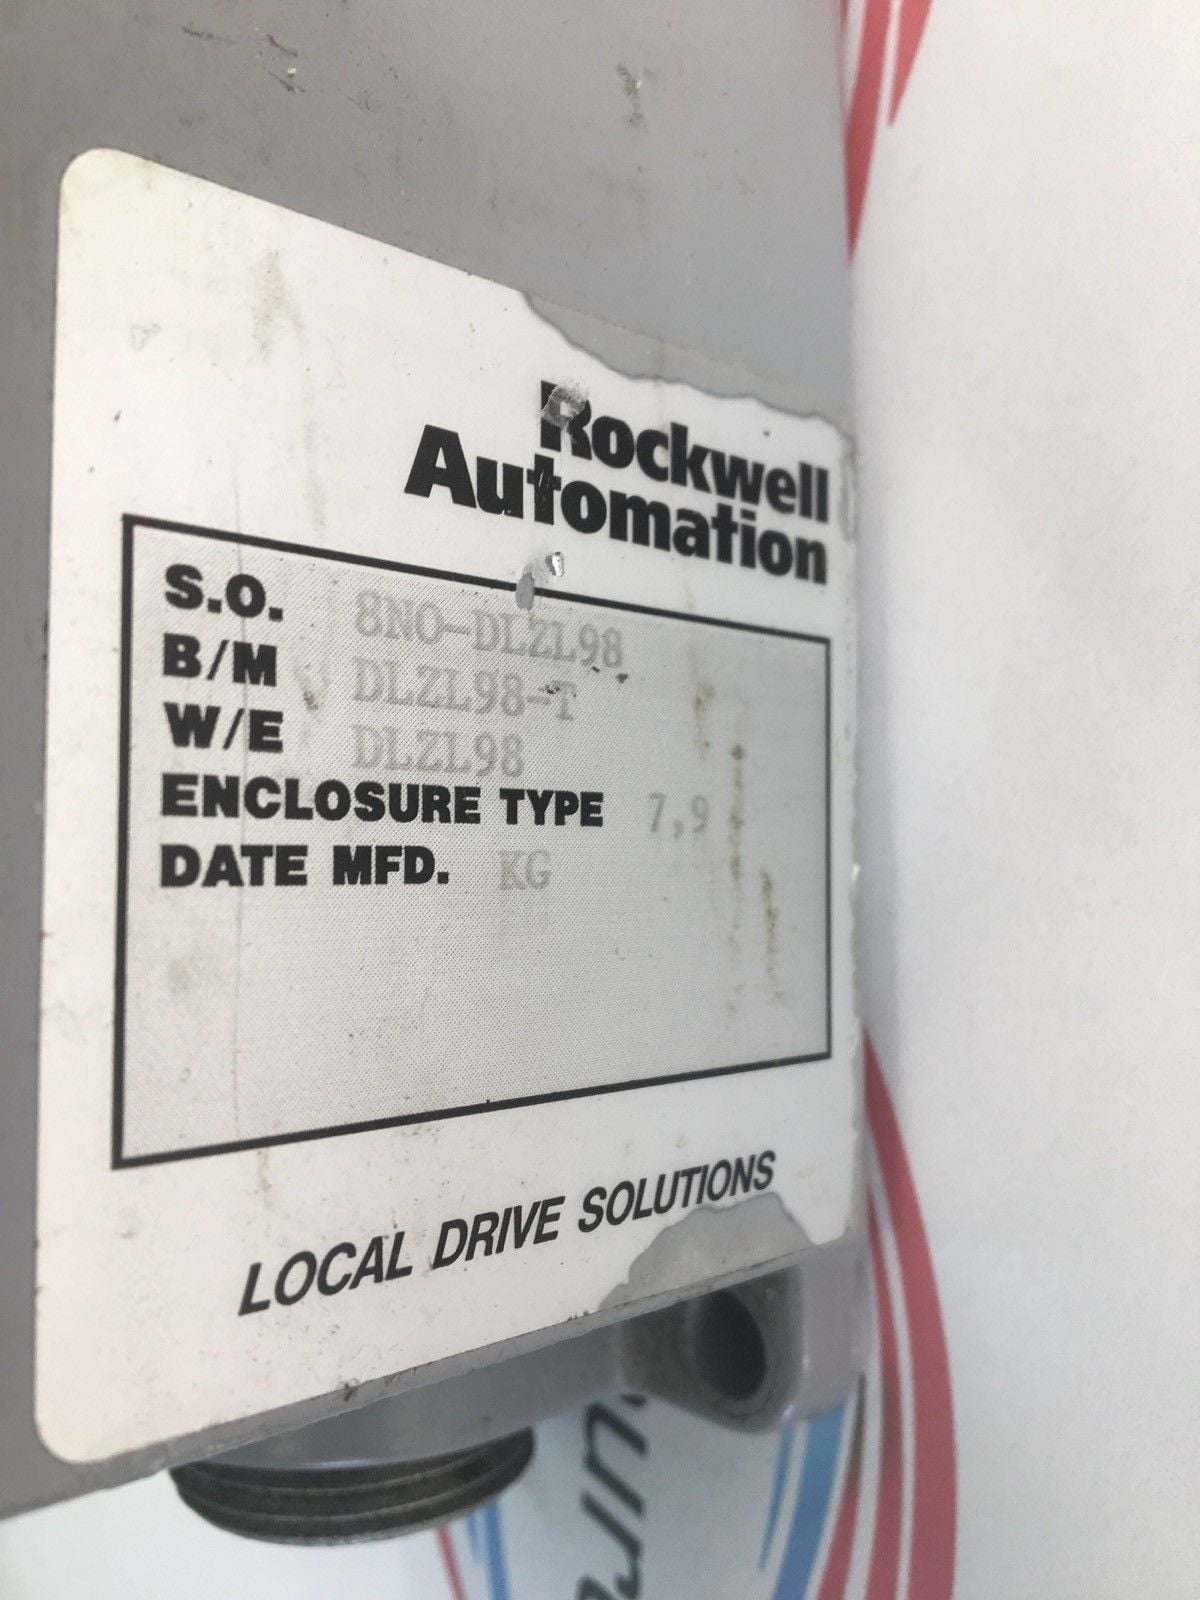 Rockwell
Automation
S.O. 8NO-DLZL98
B/M DLZL98-T
W/E DLZL98
ENCLOSURE TYPE 7,9
DATE MFD. KG
LOCAL DRIVE SOLUTIONS